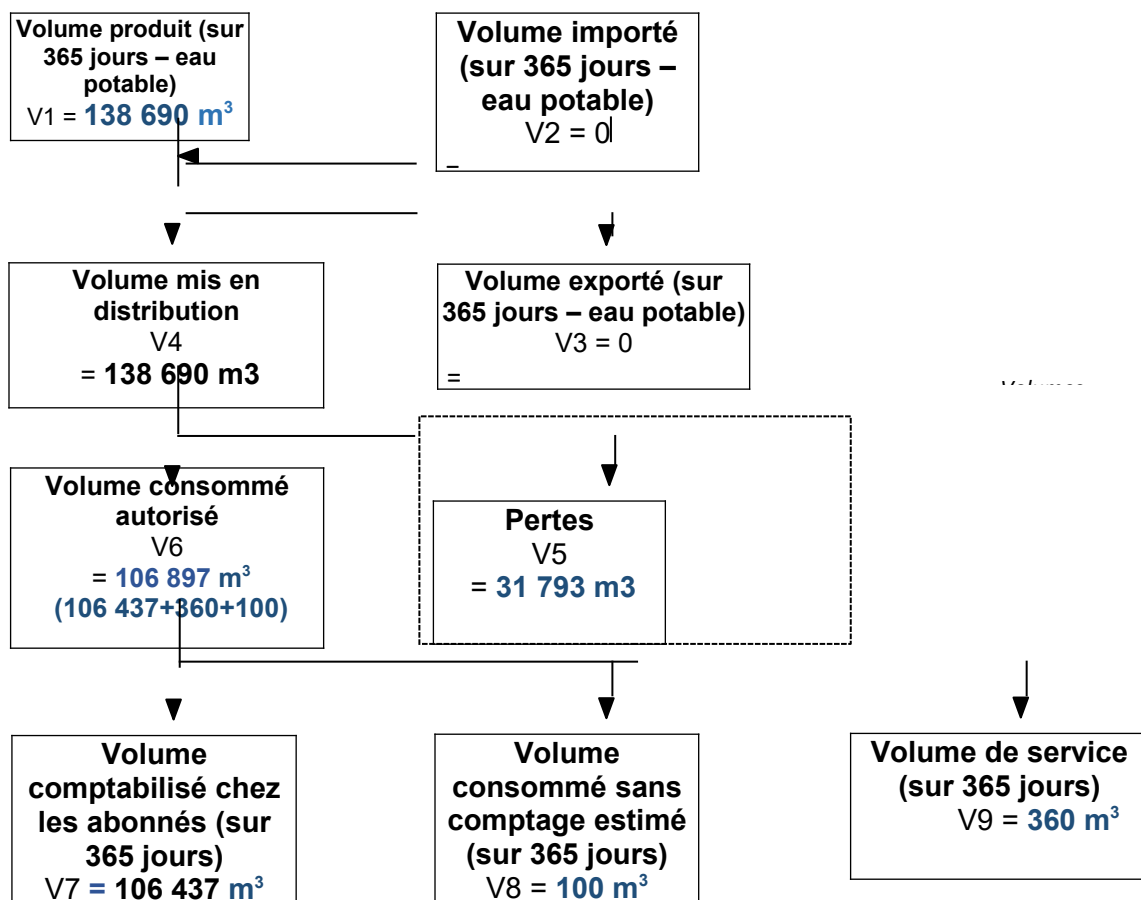 Volume produit (sur
365 jours – eau
potable)
V1 = 138 690 m³
Volume importé
(sur 365 jours –
eau potable)
V2 = 0
=
Volume mis en
distribution
V4
= 138 690 m3
Volume exporté (sur
365 jours – eau potable)
V3 = 0
=
Volume consommé
autorisé
V6
= 106 897 m³
(106 437+360+100)
Pertes
V5
= 31 793 m3
Volume
comptabilisé chez
les abonnés (sur
365 jours)
V7 = 106 437 m³
Volume
consommé sans
comptage estimé
(sur 365 jours)
V8 = 100 m³
Volume de service
(sur 365 jours)
V9 = 360 m³